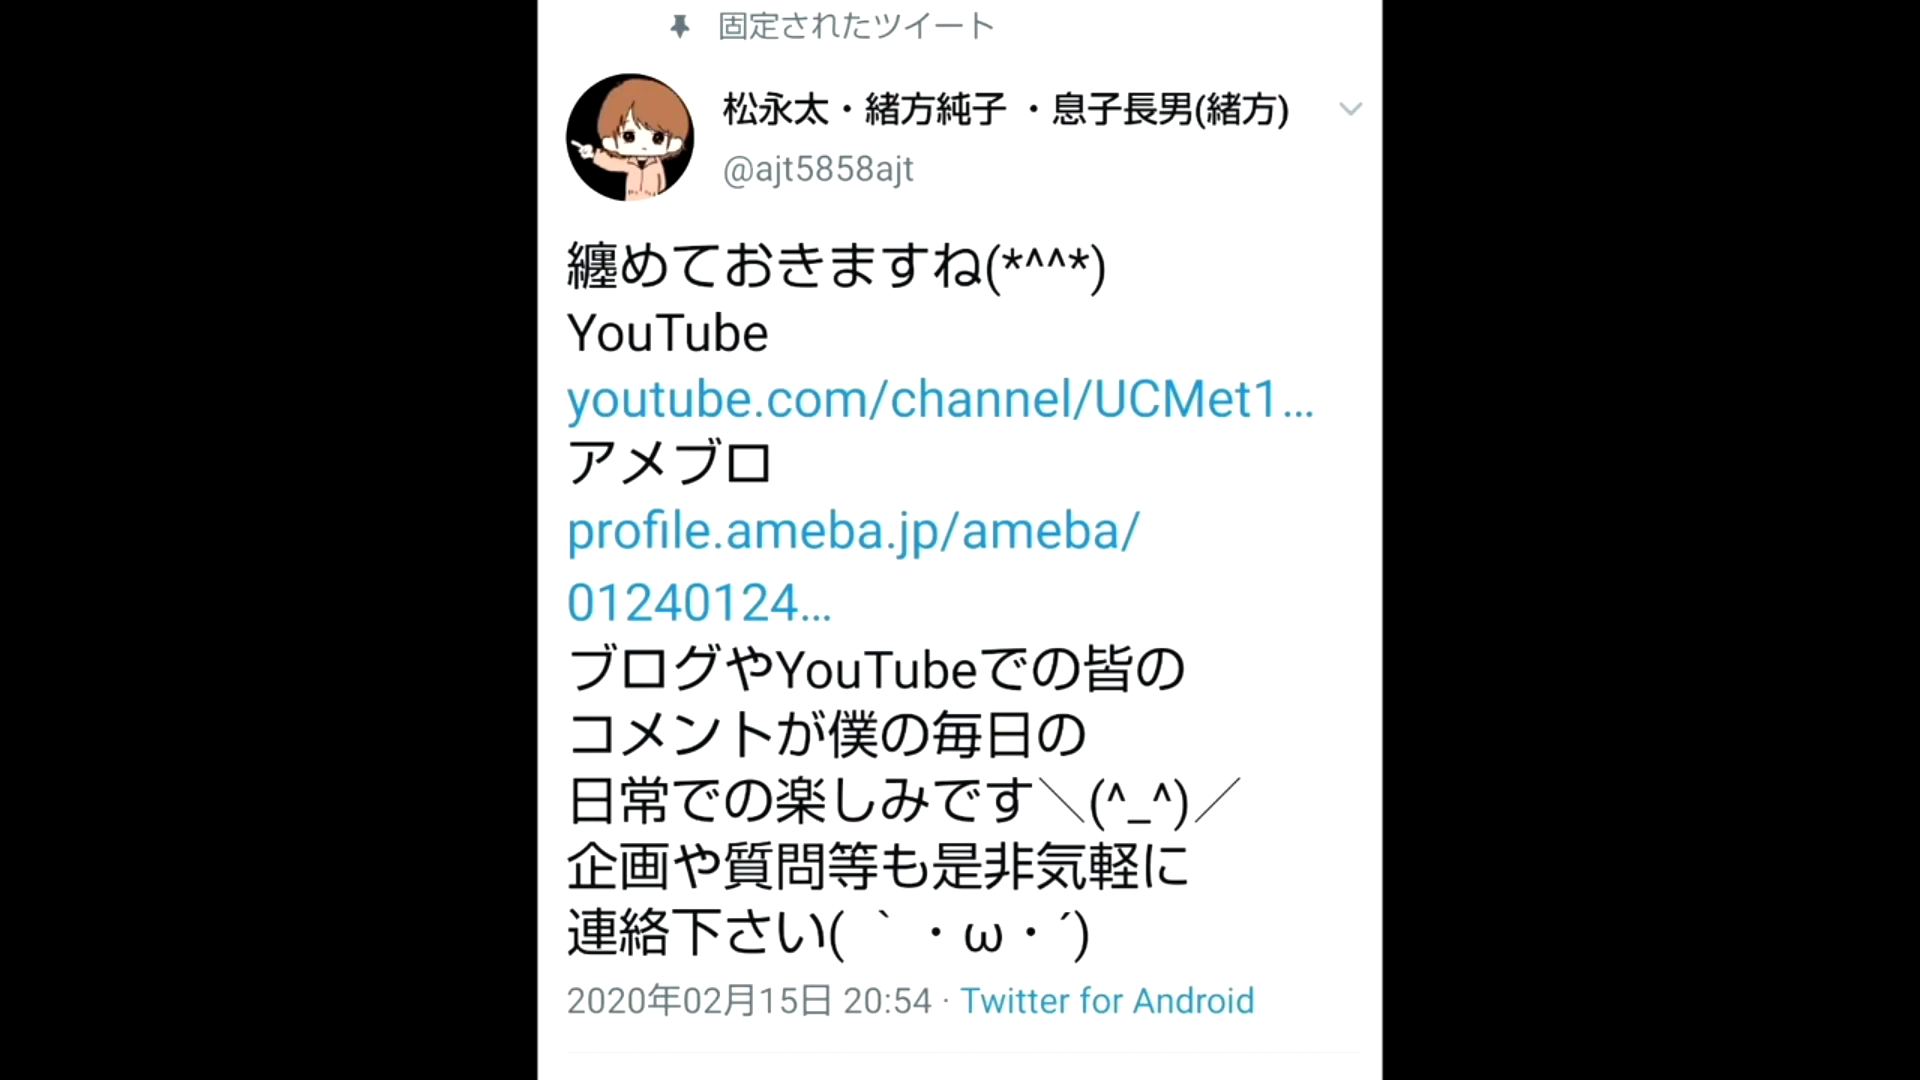 固定されたツイート
松永太・緒方純子 ・息子長男(緒方)
@ajt5858ajt
纏めておきますね(*^^*)
YouTube
youtube.com/channel/UCMet1…
アメブロ
profile.ameba.jp/ameba/
01240124…
ブログやYouTubeでの皆の
コメントが僕の毎日の
日常での楽しみです＼(^_^)／
企画や質問等も是非気軽に
連絡下さい( ｀・ω・´)
2020年02月15日 20:54 · Twitter for Android